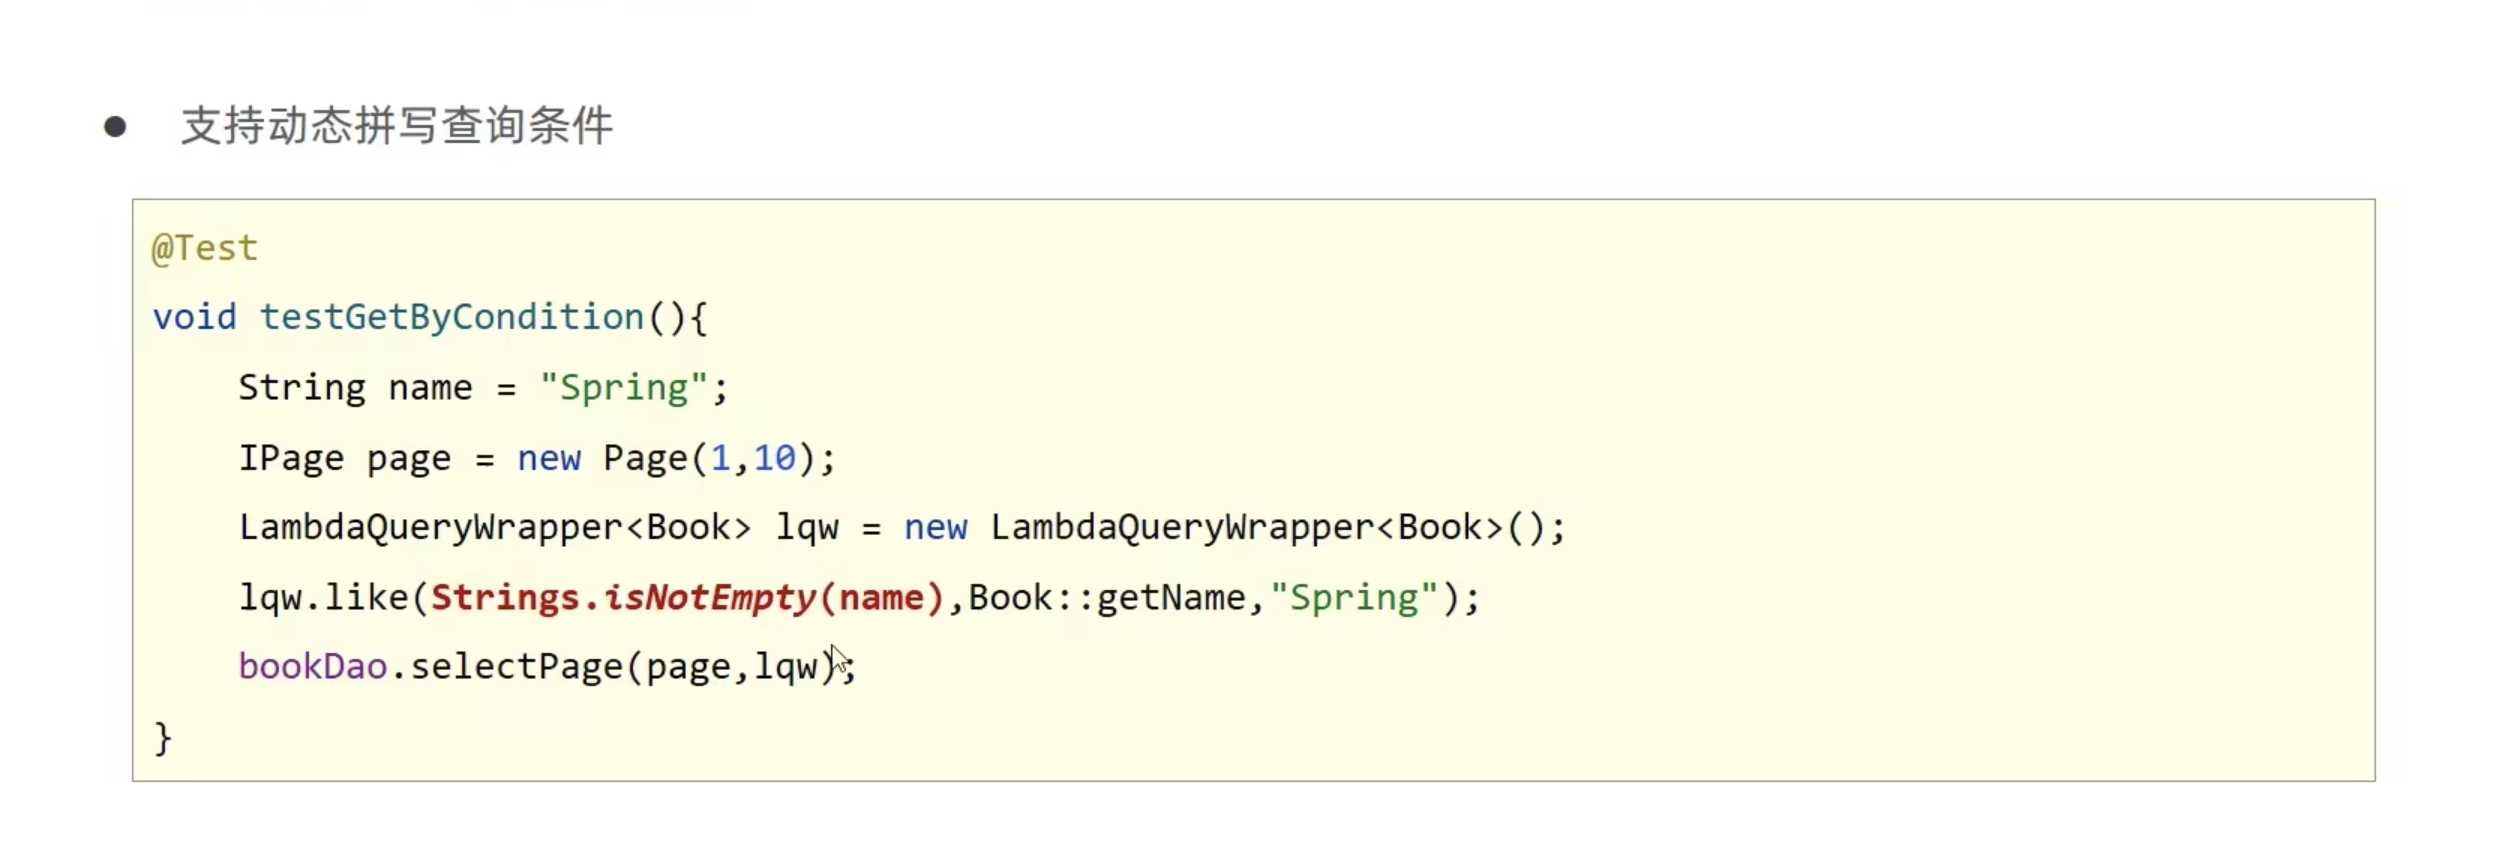 ● 支持动态拼写查询条件
@Test
void testGetByCondition(){
    String name = "Spring";
    IPage page = new Page(1,10);
    LambdaQueryWrapper<Book> lqw = new LambdaQueryWrapper<Book>();
    lqw.like(Strings.isNotEmpty(name),Book::getName,"Spring");
    bookDao.selectPage(page,lqw);
}